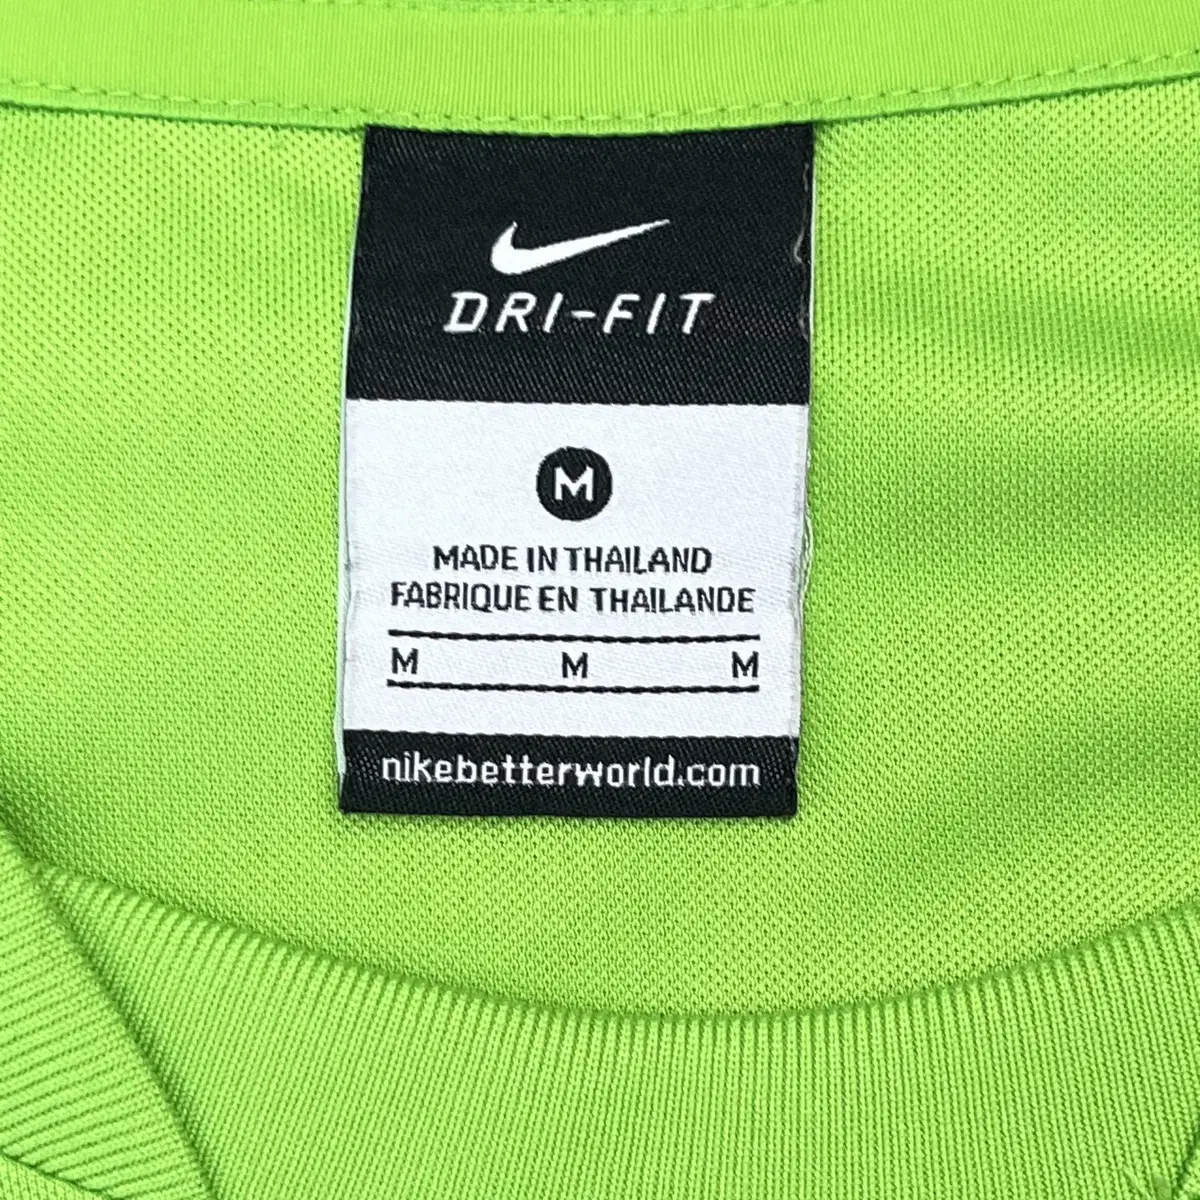 DRI-FIT
M
MADE IN THAILAND
FABRIQUE EN THAILANDE
M M M
nikebetterworld.com